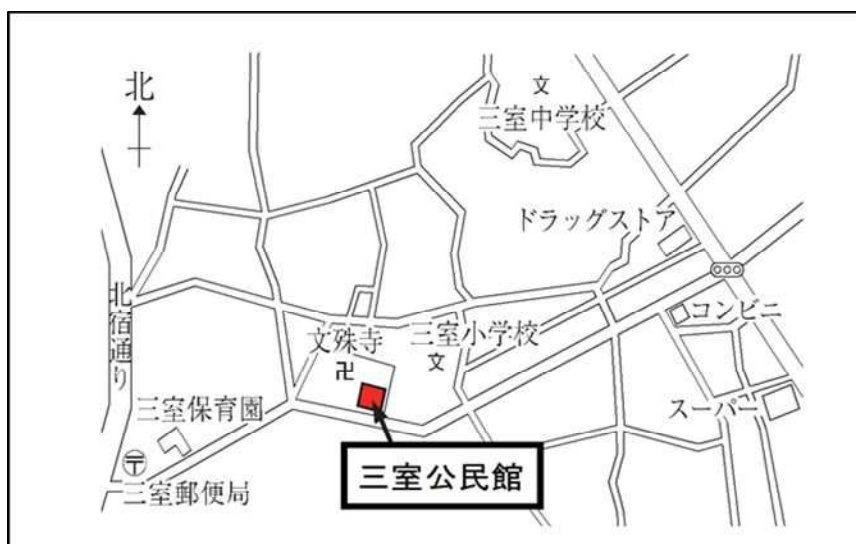 北
文
三室中学校
ドラッグストア
北宿通り
コンビニ
文殊寺
三室小学校
文
卍
三室保育園
スーパー
〒
三室郵便局
三室公民館